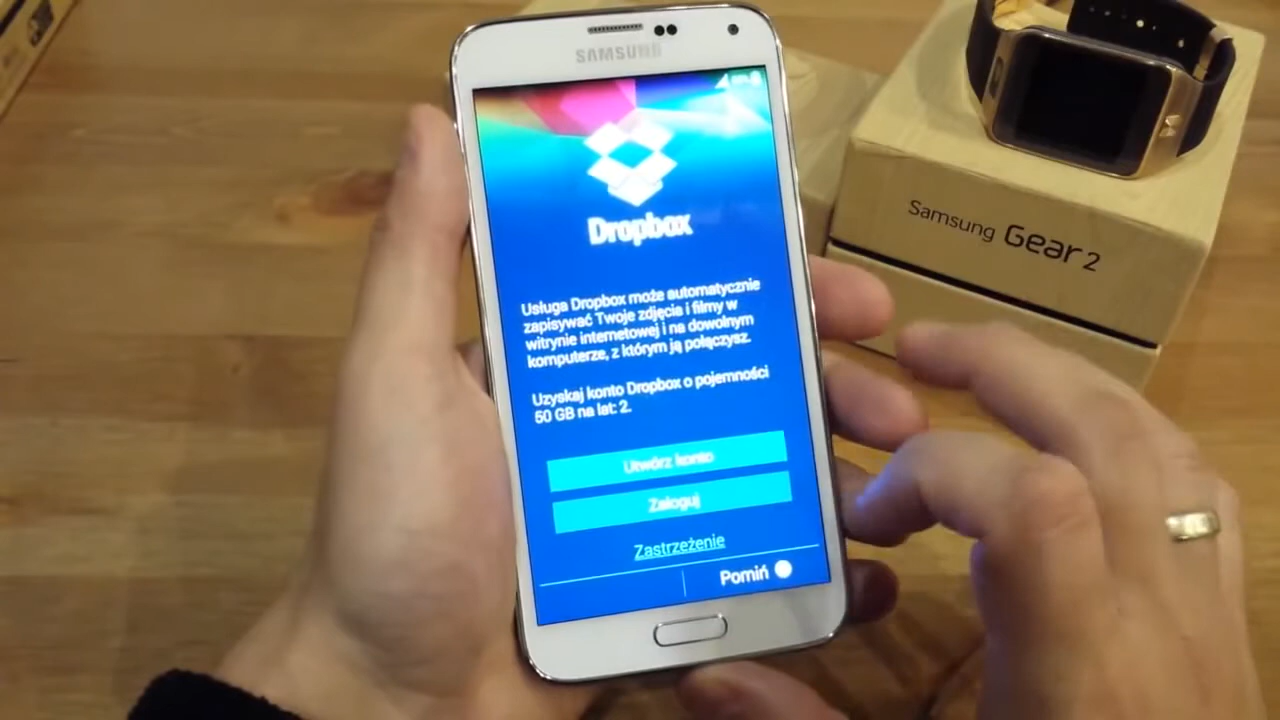 SAMSUNG
Dropbox
Usługa Dropbox może automatycznie
zapisywać Twoje zdjęcia i filmy w
witrynie internetowej i na dowolnym
komputerze, z którym ją połączysz.
Uzyskaj konto Dropbox o pojemności
50 GB na lat: 2.
Utwórz konto
Zaloguj
Zastrzeżenie
Pomiń
Samsung Gear 2